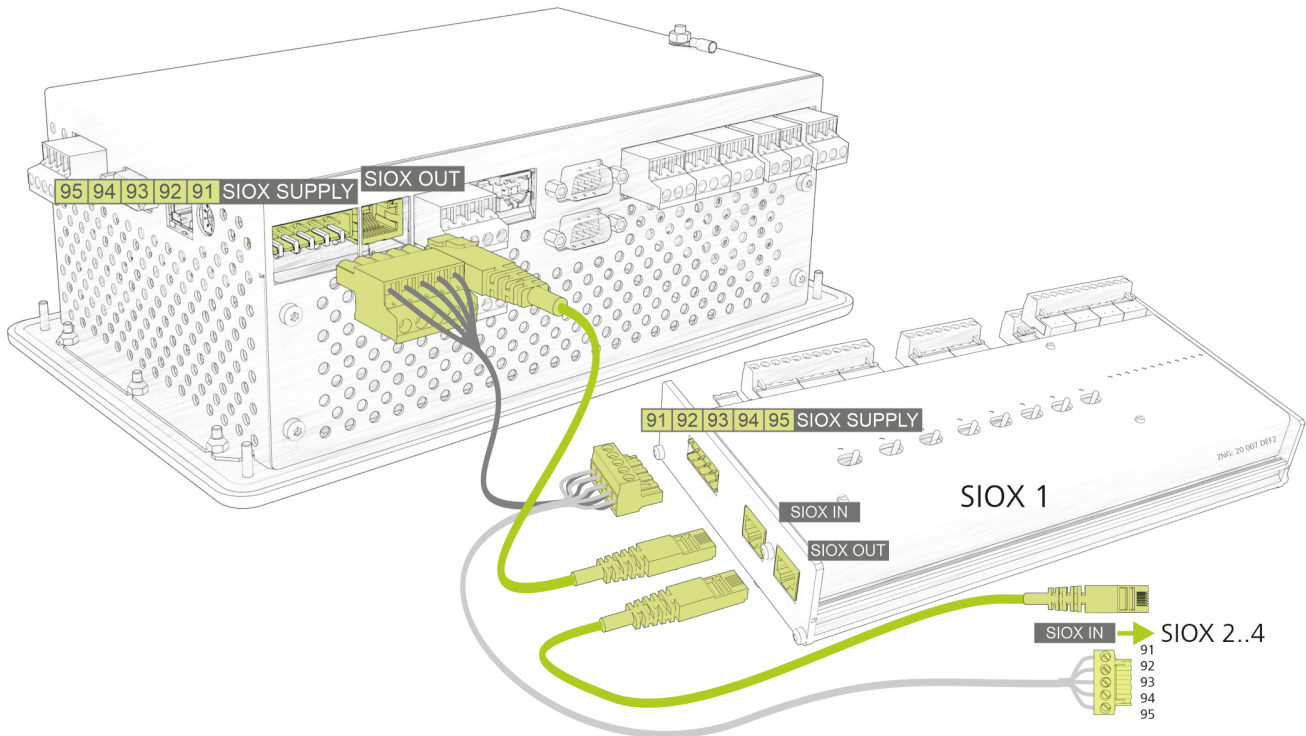 95 94 93 92 91 SIOX SUPPLY
SIOX OUT
91 92 93 94 95 SIOX SUPPLY
ZNG: 20 007 DEFZ
SIOX 1
SIOX IN
SIOX OUT
SIOX IN
SIOX 2..4
91
92
93
94
95